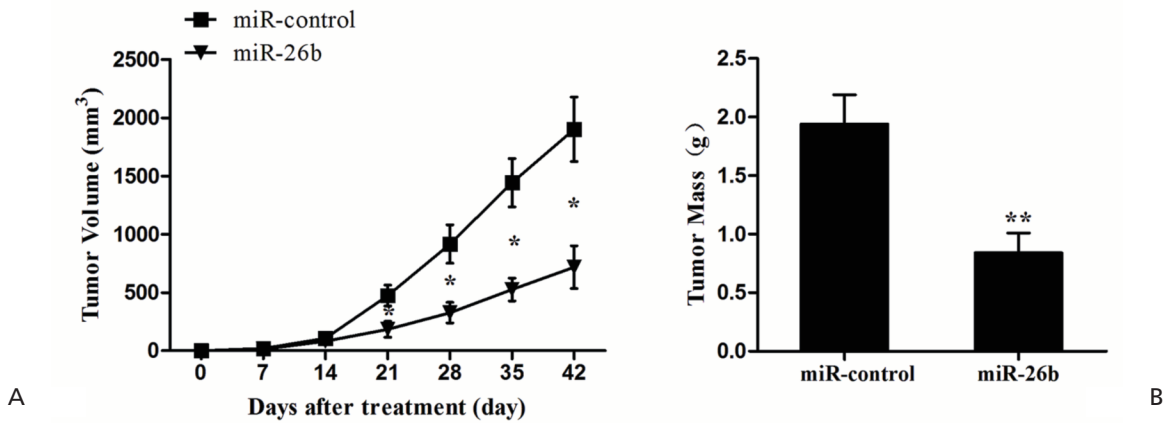 miR-control
miR-26b
Tumor Volume (mm³)
2500
2000
1500
1000
500
0
*
*
*
*
0 7 14 21 28 35 42
Days after treatment (day)
A
Tumor Mass (g)
2.5
2.0
1.5
1.0
0.5
0.0
**
miR-control miR-26b
B